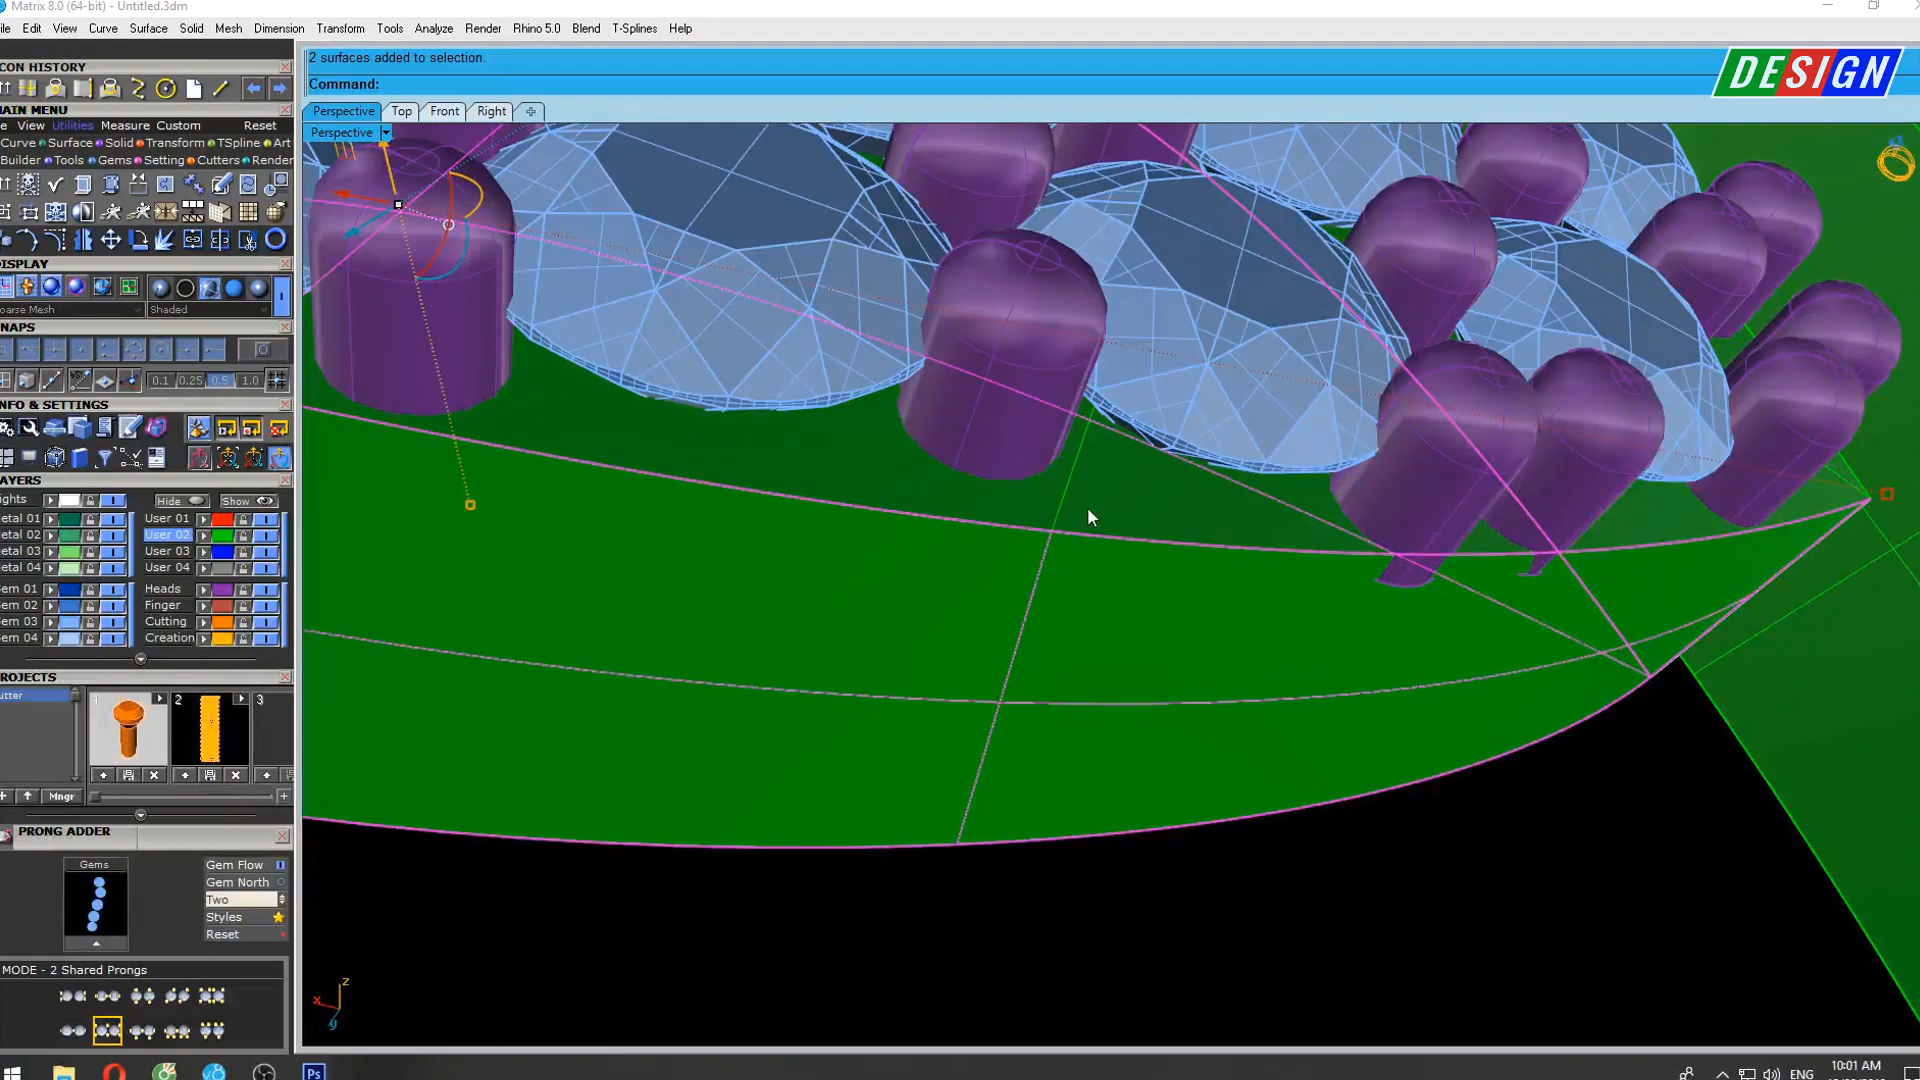 Matrix 8.0 (64-bit) - Untitled.3dm
ile Edit View Curve Surface Solid Mesh Dimension Transform Tools Analyze Render Rhino 5.0 Blend T-Splines Help
2 surfaces added to selection.
Command:
DESIGN
Perspective Top Front Right
Perspective
CON HISTORY
AIN MENU
e View Utilities Measure Custom Reset
Curve Surface Solid Transform TSpline Art
Builder Tools Gems Setting Cutters Render
DISPLAY
oarse Mesh Shaded
NAPS
0.1 0.25 0.5 1.0
NFO & SETTINGS
AYERS
ights Hide Show
etal 01 User 01
etal 02 User 02
etal 03 User 03
etal 04 User 04
em 01 Heads
em 02 Finger
em 03 Cutting
em 04 Creation
ROJECTS
utter 1 2 3
Mngr
PRONG ADDER
Gems
Gem Flow
Gem North
Two
Styles
Reset
MODE - 2 Shared Prongs
z
x
y
Ps
ENG
10:01 AM